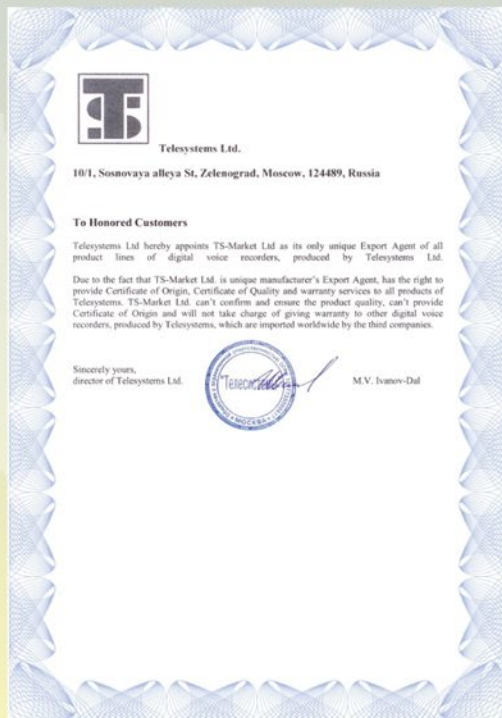 TS
Telesystems Ltd.
10/1, Sosnovaya alleya St, Zelenograd, Moscow, 124489, Russia
To Honored Customers
Telesystems Ltd hereby appoints TS-Market Ltd as its only unique Export Agent of all
product lines of digital voice recorders, produced by Telesystems Ltd.
Due to the fact that TS-Market Ltd. is unique manufacturer's Export Agent, has the right to
provide Certificate of Origin, Certificate of Quality and warranty services to all products of
Telesystems. TS-Market Ltd. can't confirm and ensure the product quality, can't provide
Certificate of Origin and will not take charge of giving warranty to other digital voice
recorders, produced by Telesystems, which are imported worldwide by the third companies.
Sincerely yours,
director of Telesystems Ltd.
M.V. Ivanov-Dal
МОСКВА